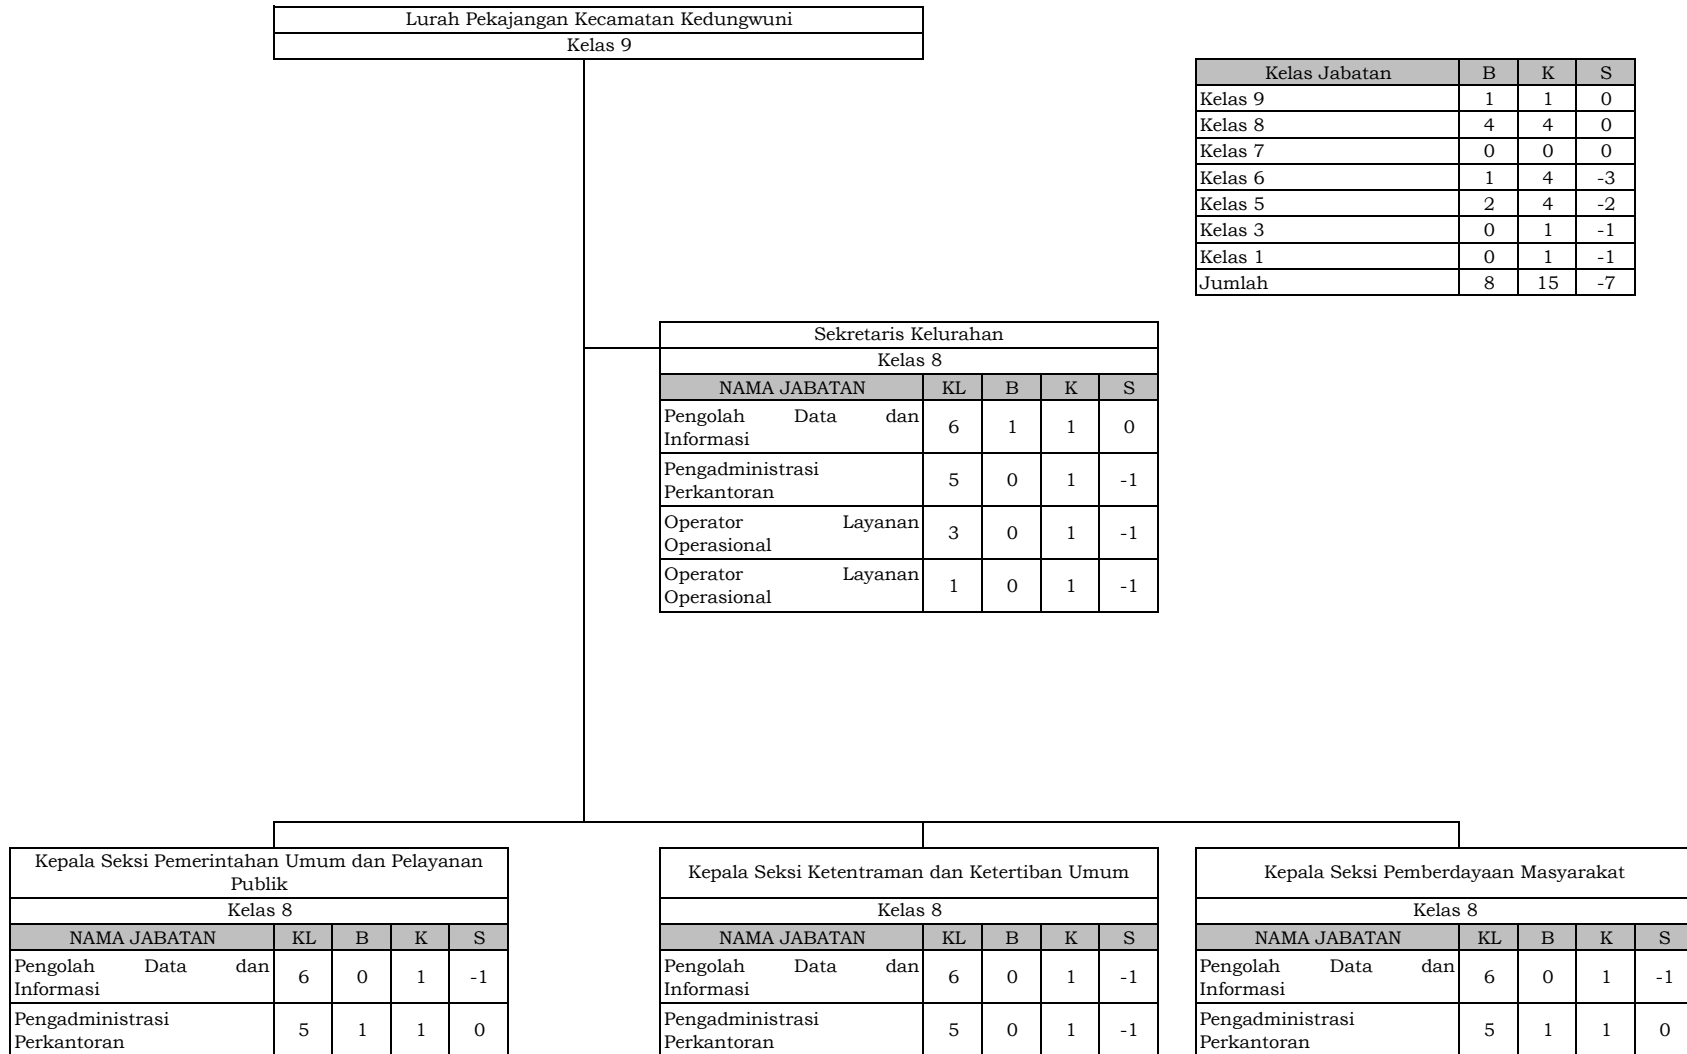 Lurah Pekajangan Kecamatan Kedungwuni
Kelas 9
Kelas Jabatan B K S
Kelas 9 1 1 0
Kelas 8 4 4 0
Kelas 7 0 0 0
Kelas 6 1 4 -3
Kelas 5 2 4 -2
Kelas 3 0 1 -1
Kelas 1 0 1 -1
Jumlah 8 15 -7
Sekretaris Kelurahan
Kelas 8
NAMA JABATAN KL B K S
Pengolah Data dan
Informasi 6 1 1 0
Pengadministrasi
Perkantoran 5 0 1 -1
Operator Layanan
Operasional 3 0 1 -1
Operator Layanan
Operasional 1 0 1 -1
Kepala Seksi Pemerintahan Umum dan Pelayanan
Publik
Kelas 8
NAMA JABATAN KL B K S
Pengolah Data dan
Informasi 6 0 1 -1
Pengadministrasi
Perkantoran 5 1 1 0
Kepala Seksi Ketentraman dan Ketertiban Umum
Kelas 8
NAMA JABATAN KL B K S
Pengolah Data dan
Informasi 6 0 1 -1
Pengadministrasi
Perkantoran 5 0 1 -1
Kepala Seksi Pemberdayaan Masyarakat
Kelas 8
NAMA JABATAN KL B K S
Pengolah Data dan
Informasi 6 0 1 -1
Pengadministrasi
Perkantoran 5 1 1 0